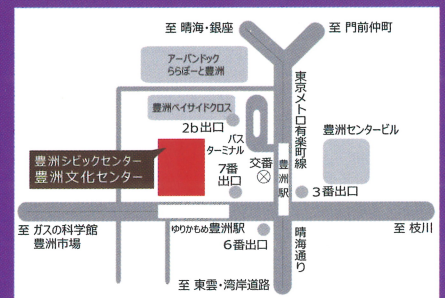 至 晴海・銀座
至 門前仲町
アーバンドック
ららぽーと豊洲
東京メトロ有楽町線
豊洲ベイサイドクロス
2b出口
バス
ターミナル
豊洲センタービル
豊洲シビックセンター
豊洲文化センター
7番
出口
交番
豊洲駅
3番出口
至 ガスの科学館
豊洲市場
ゆりかもめ豊洲駅
6番出口
晴海通り
至 枝川
至 東雲・湾岸道路